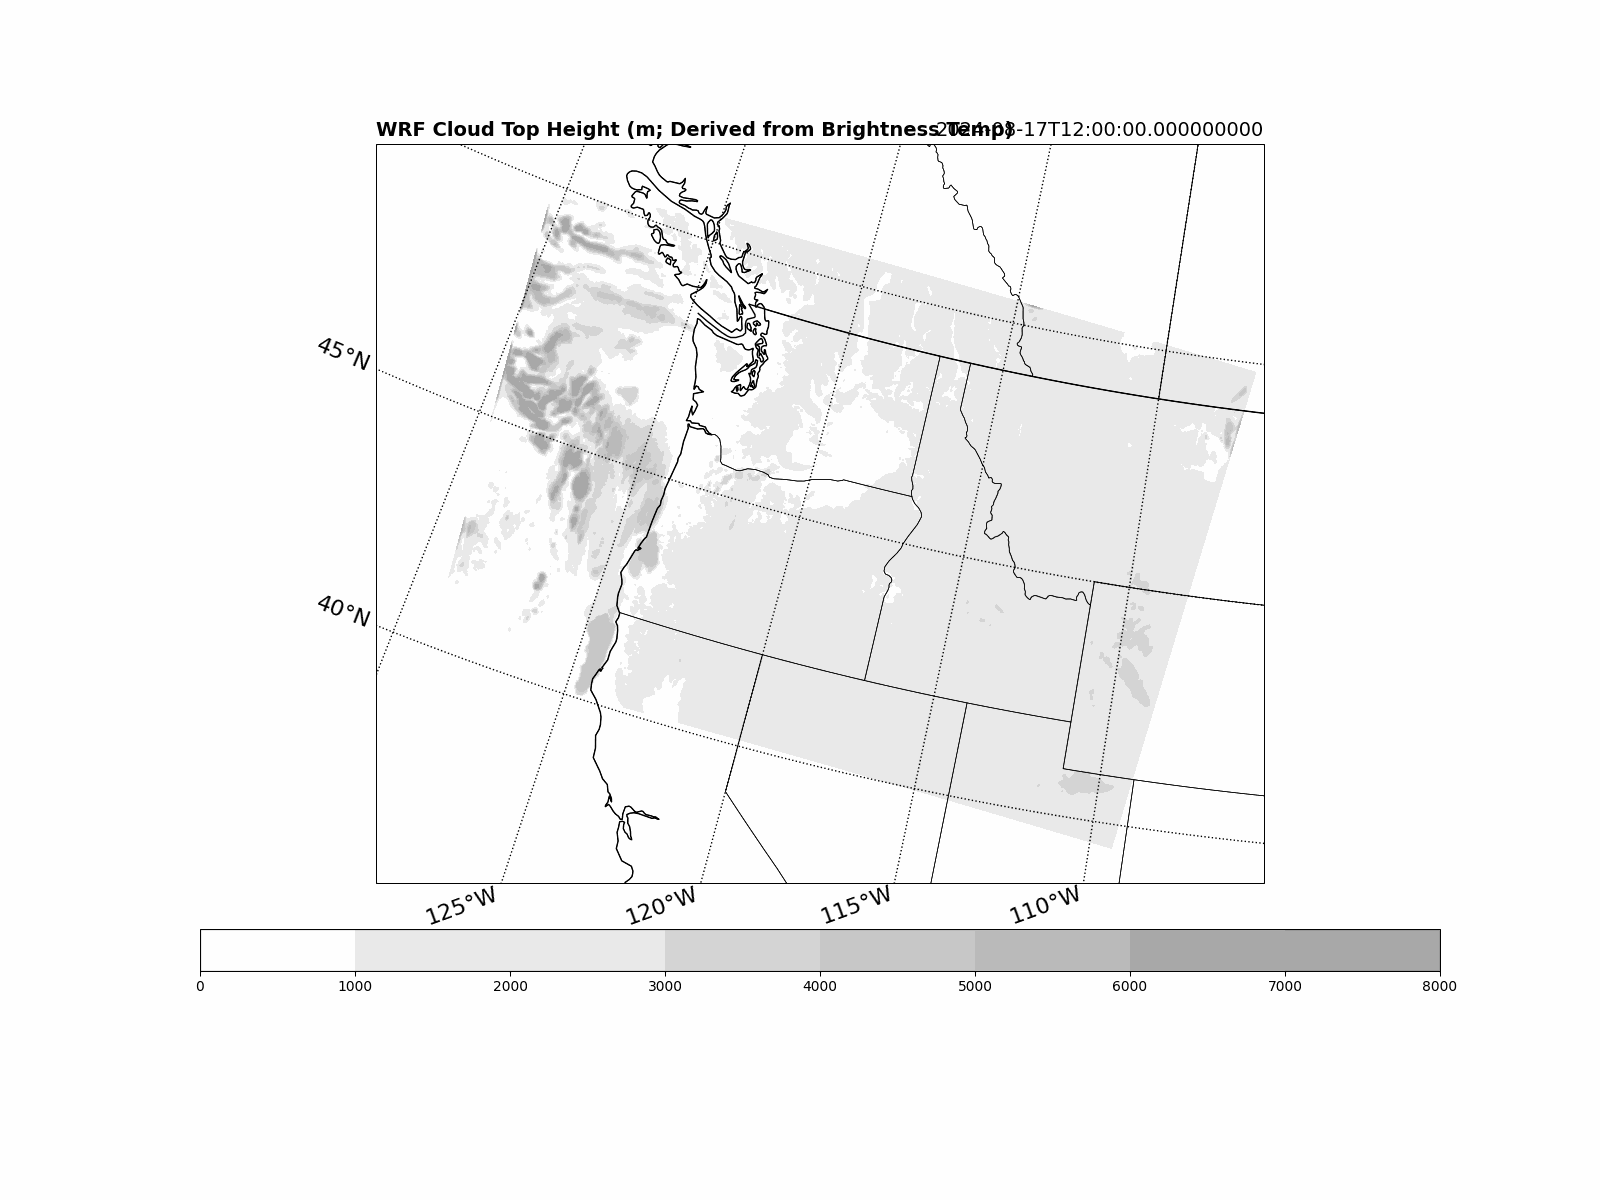 WRF Cloud Top Height (m; Derived from Brightness Temp) 2024-08-17T12:00:00.000000000
45°N
40°N
125°W 120°W 115°W 110°W
0 1000 2000 3000 4000 5000 6000 7000 8000